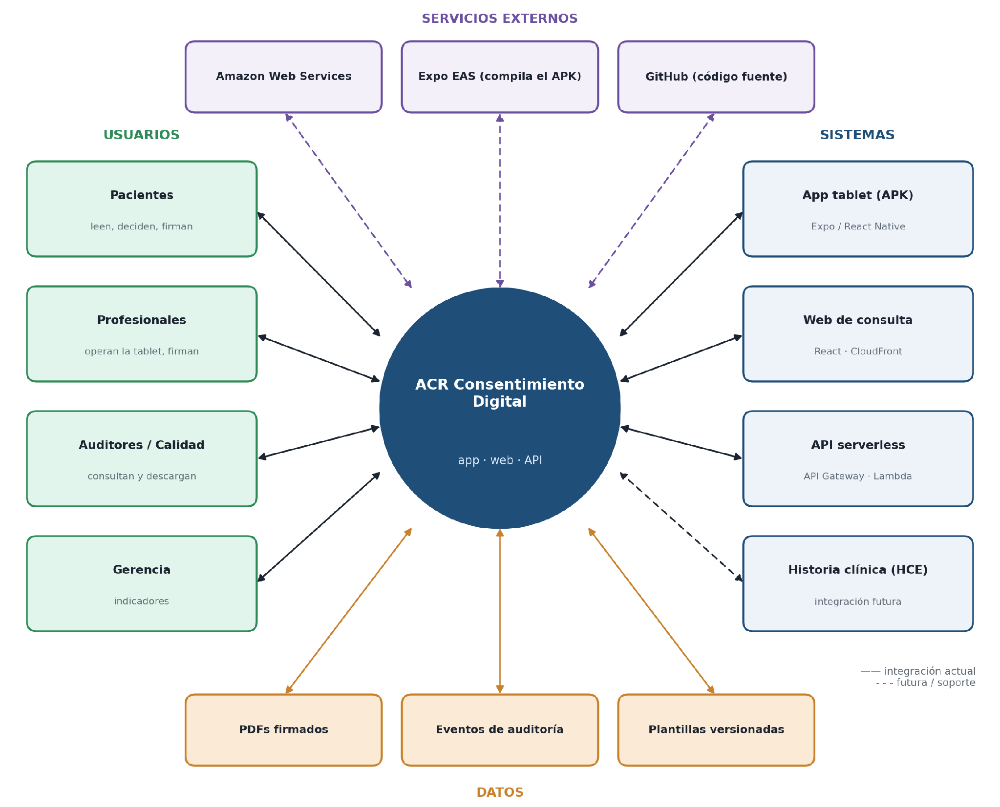 SERVICIOS EXTERNOS
Amazon Web Services
Expo EAS (compila el APK)
GitHub (código fuente)
USUARIOS
SISTEMAS
Pacientes
leen, deciden, firman
App tablet (APK)
Expo / React Native
Profesionales
operan la tablet, firman
Web de consulta
React · CloudFront
ACR Consentimiento
Digital
app · web · API
Auditores / Calidad
consultan y descargan
API serverless
API Gateway · Lambda
Gerencia
indicadores
Historia clínica (HCE)
integración futura
—— integración actual
- - - futura / soporte
PDFs firmados
Eventos de auditoría
Plantillas versionadas
DATOS